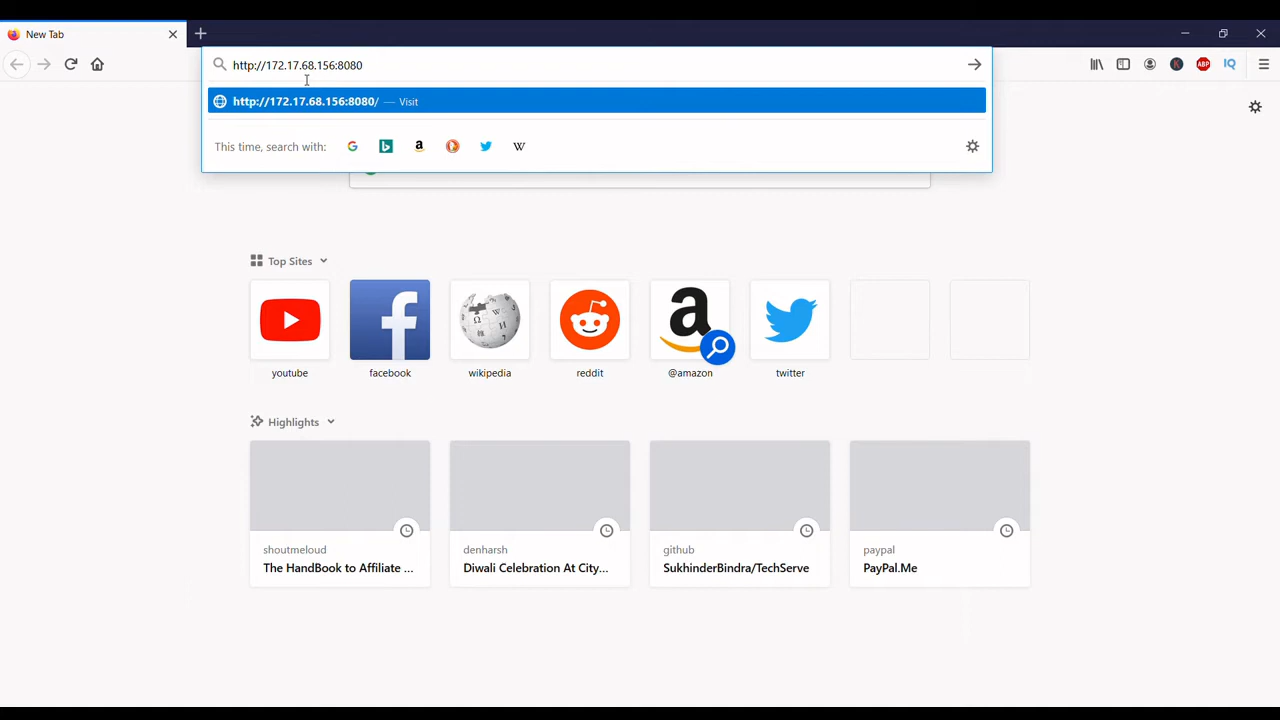 New Tab
http://172.17.68.156:8080
http://172.17.68.156:8080/ — Visit
This time, search with:
Top Sites
youtube
facebook
wikipedia
reddit
@amazon
twitter
Highlights
shoutmeloud
The HandBook to Affiliate ...
denharsh
Diwali Celebration At City...
github
SukhinderBindra/TechServe
paypal
PayPal.Me
ABP
IQ